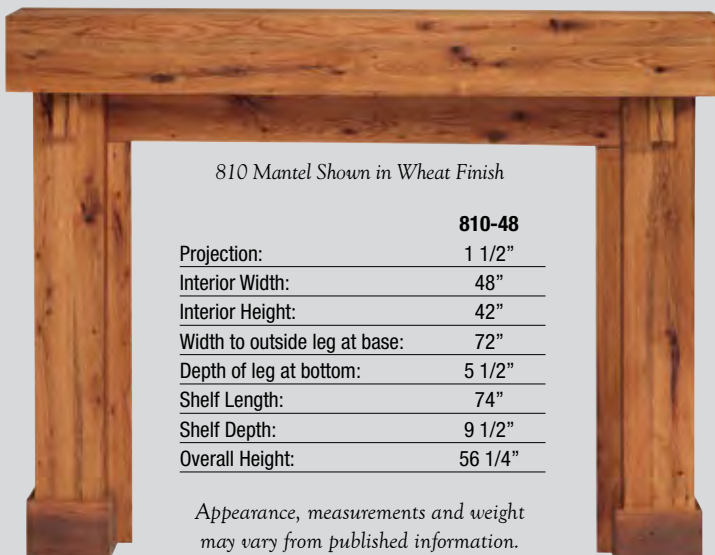 810 Mantel Shown in Wheat Finish
810-48
Projection: 1 1/2”
Interior Width: 48”
Interior Height: 42”
Width to outside leg at base: 72”
Depth of leg at bottom: 5 1/2”
Shelf Length: 74”
Shelf Depth: 9 1/2”
Overall Height: 56 1/4”
Appearance, measurements and weight
may vary from published information.